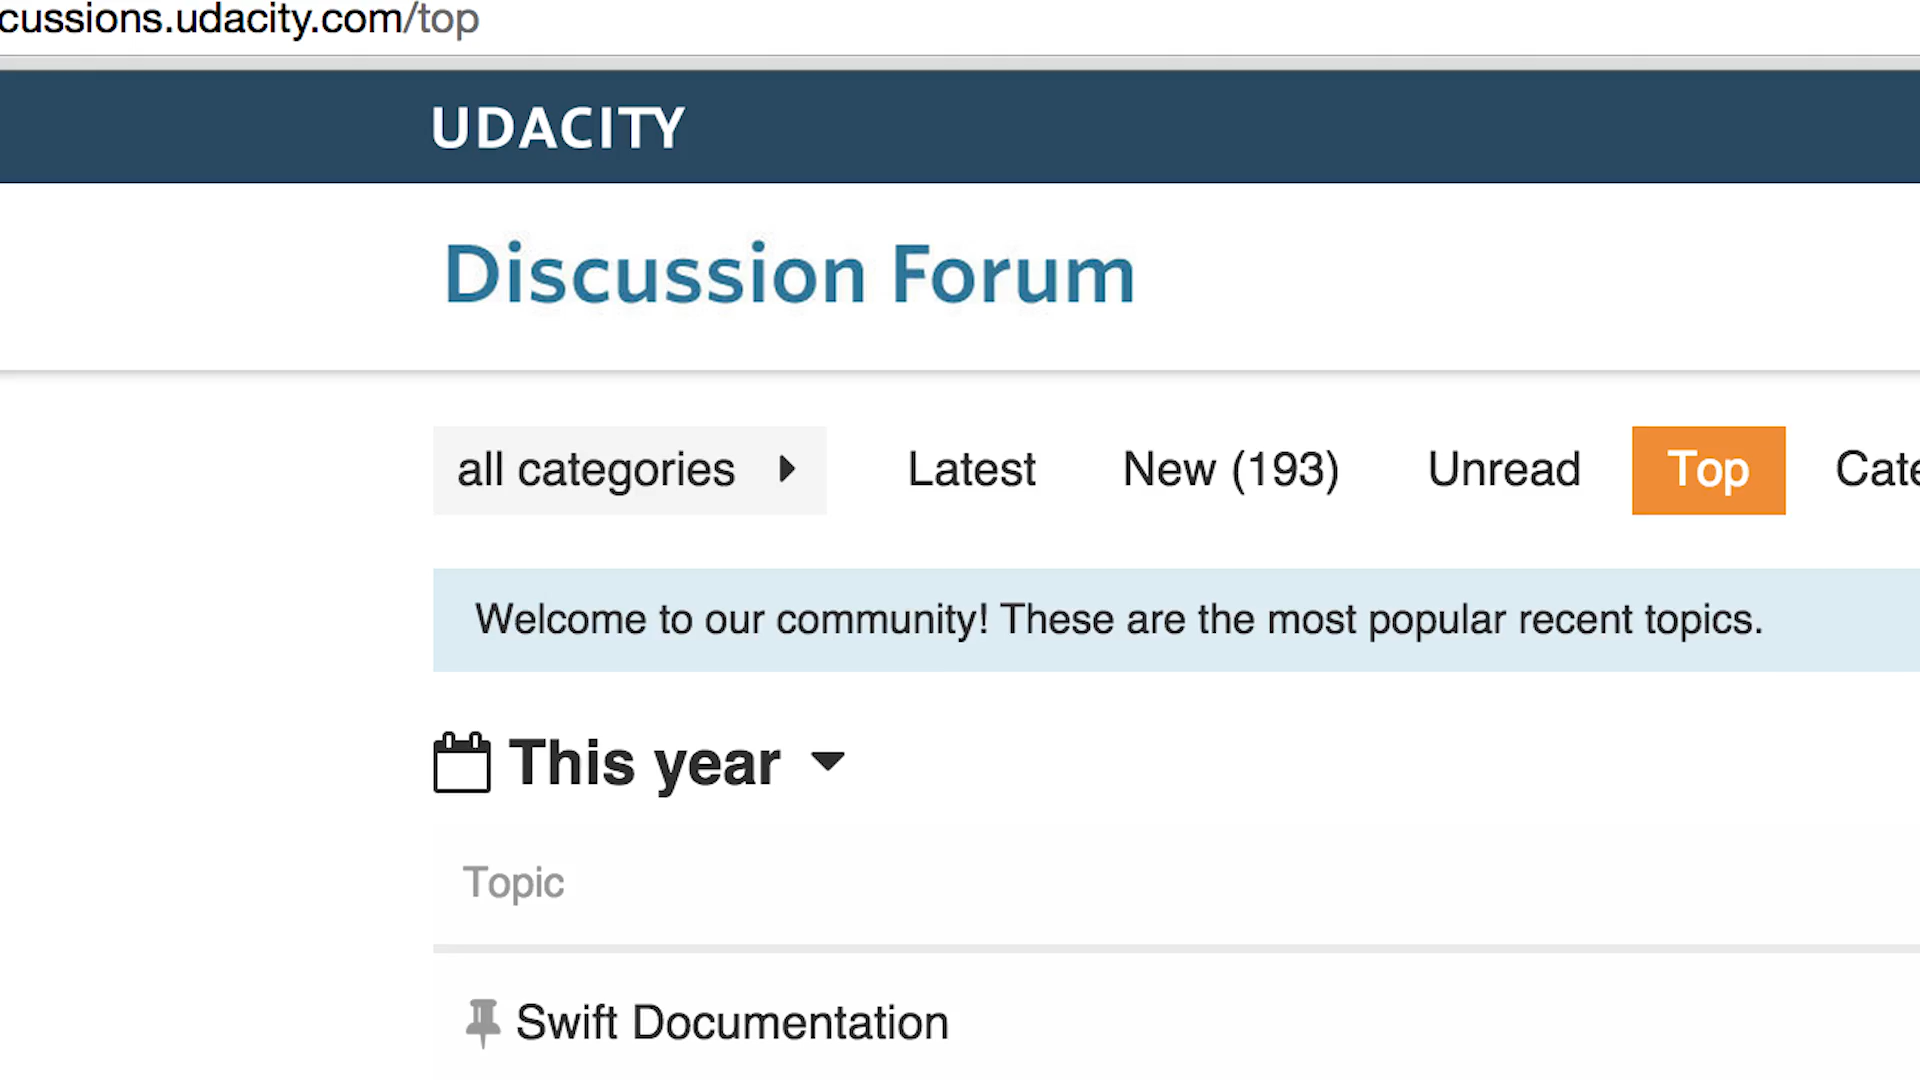 cussions.udacity.com/top
UDACITY
Discussion Forum
all categories Latest New (193) Unread Top Cate
Welcome to our community! These are the most popular recent topics.
This year
Topic
Swift Documentation